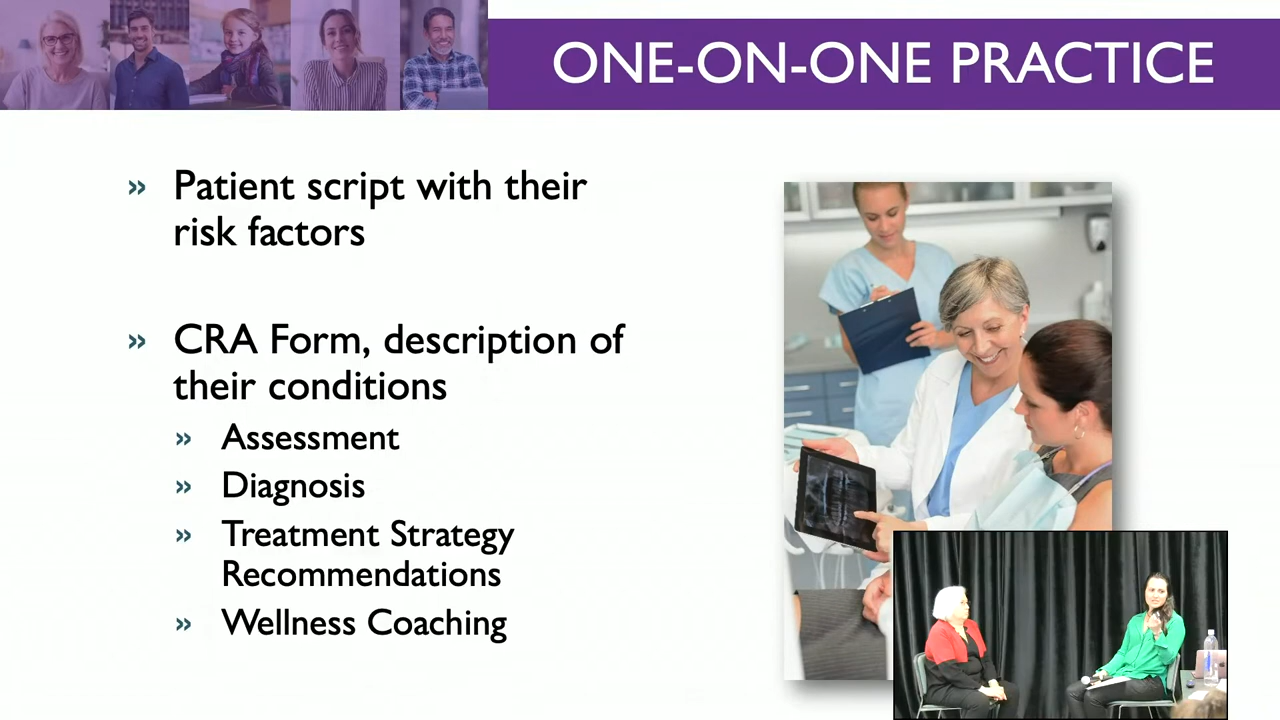 ONE-ON-ONE PRACTICE
» Patient script with their
risk factors
» CRA Form, description of
their conditions
» Assessment
» Diagnosis
» Treatment Strategy
Recommendations
» Wellness Coaching